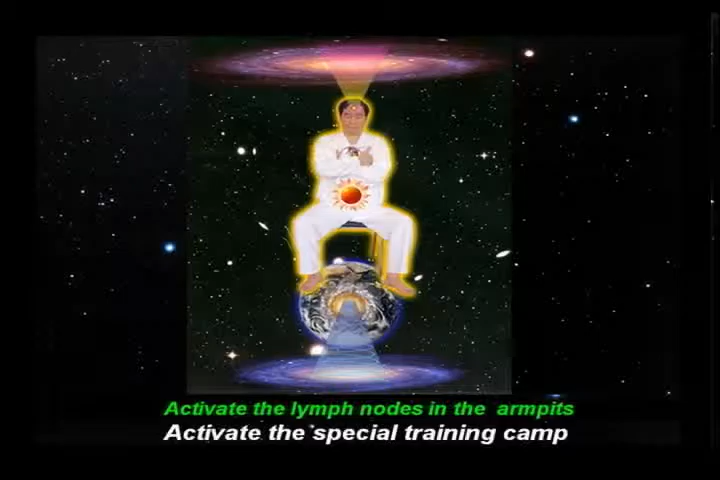 Activate the lymph nodes in the armpits
Activate the special training camp